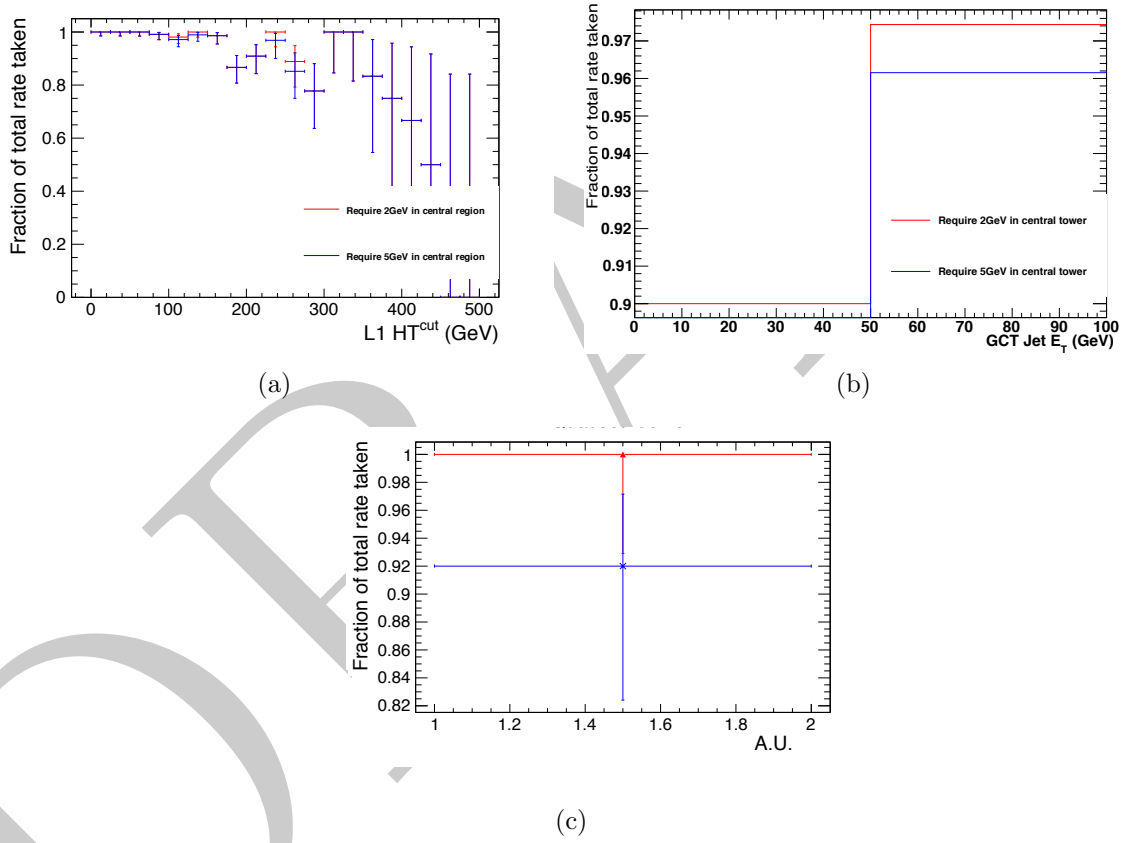 Fraction of total rate taken
1
0.8
0.6
0.4
0.2
0
Require 2GeV in central region
Require 5GeV in central region
0 100 200 300 400 500
L1 HT^cut (GeV)
(a)
Fraction of total rate taken
0.97
0.96
0.95
0.94
0.93
0.92
0.91
0.9
Require 2GeV in central tower
Require 5GeV in central tower
0 10 20 30 40 50 60 70 80 90 100
GCT Jet E_T (GeV)
(b)
Fraction of total rate taken
1
0.98
0.96
0.94
0.92
0.9
0.88
0.86
0.84
0.82
1 1.2 1.4 1.6 1.8 2
A.U.
(c)